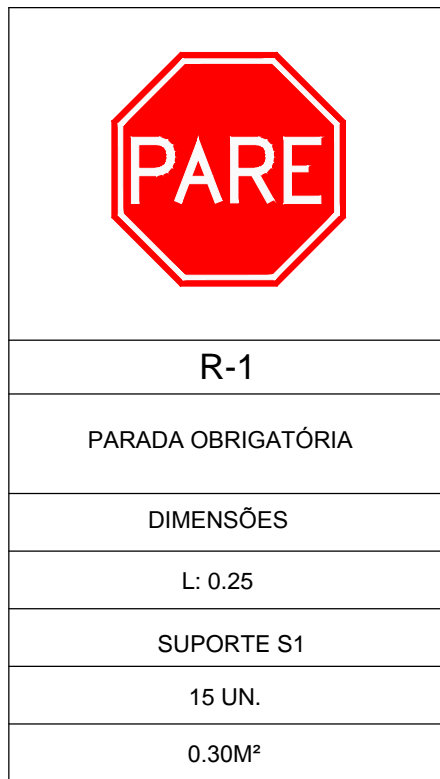 PARE
R-1
PARADA OBRIGATÓRIA
DIMENSÕES
L: 0.25
SUPORTE S1
15 UN.
0.30M²